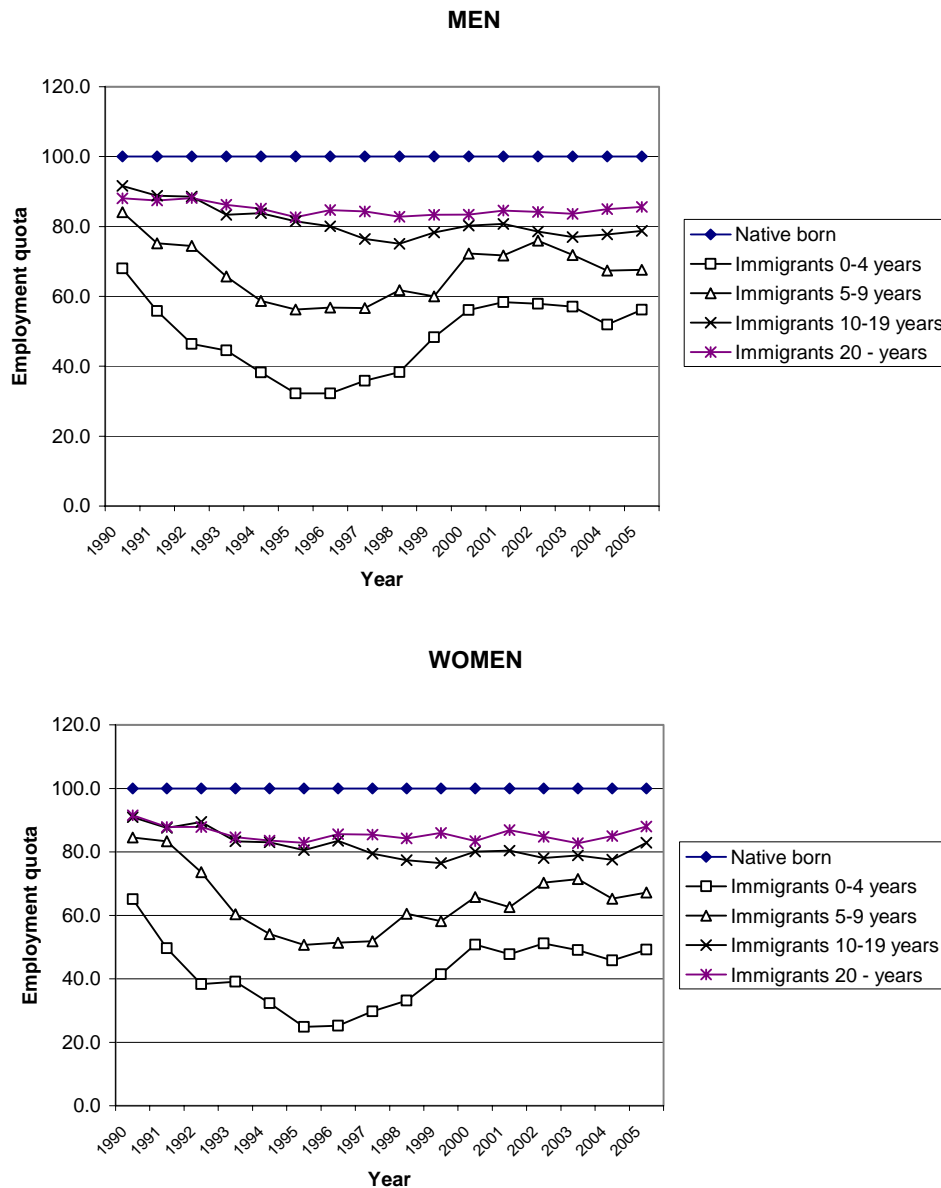 MEN
120.0
100.0
80.0
60.0
40.0
20.0
0.0
Employment quota
1990 1991 1992 1993 1994 1995 1996 1997 1998 1999 2000 2001 2002 2003 2004 2005
Year
Native born
Immigrants 0-4 years
Immigrants 5-9 years
Immigrants 10-19 years
Immigrants 20 - years
WOMEN
120.0
100.0
80.0
60.0
40.0
20.0
0.0
Employment quota
1990 1991 1992 1993 1994 1995 1996 1997 1998 1999 2000 2001 2002 2003 2004 2005
Year
Native born
Immigrants 0-4 years
Immigrants 5-9 years
Immigrants 10-19 years
Immigrants 20 - years